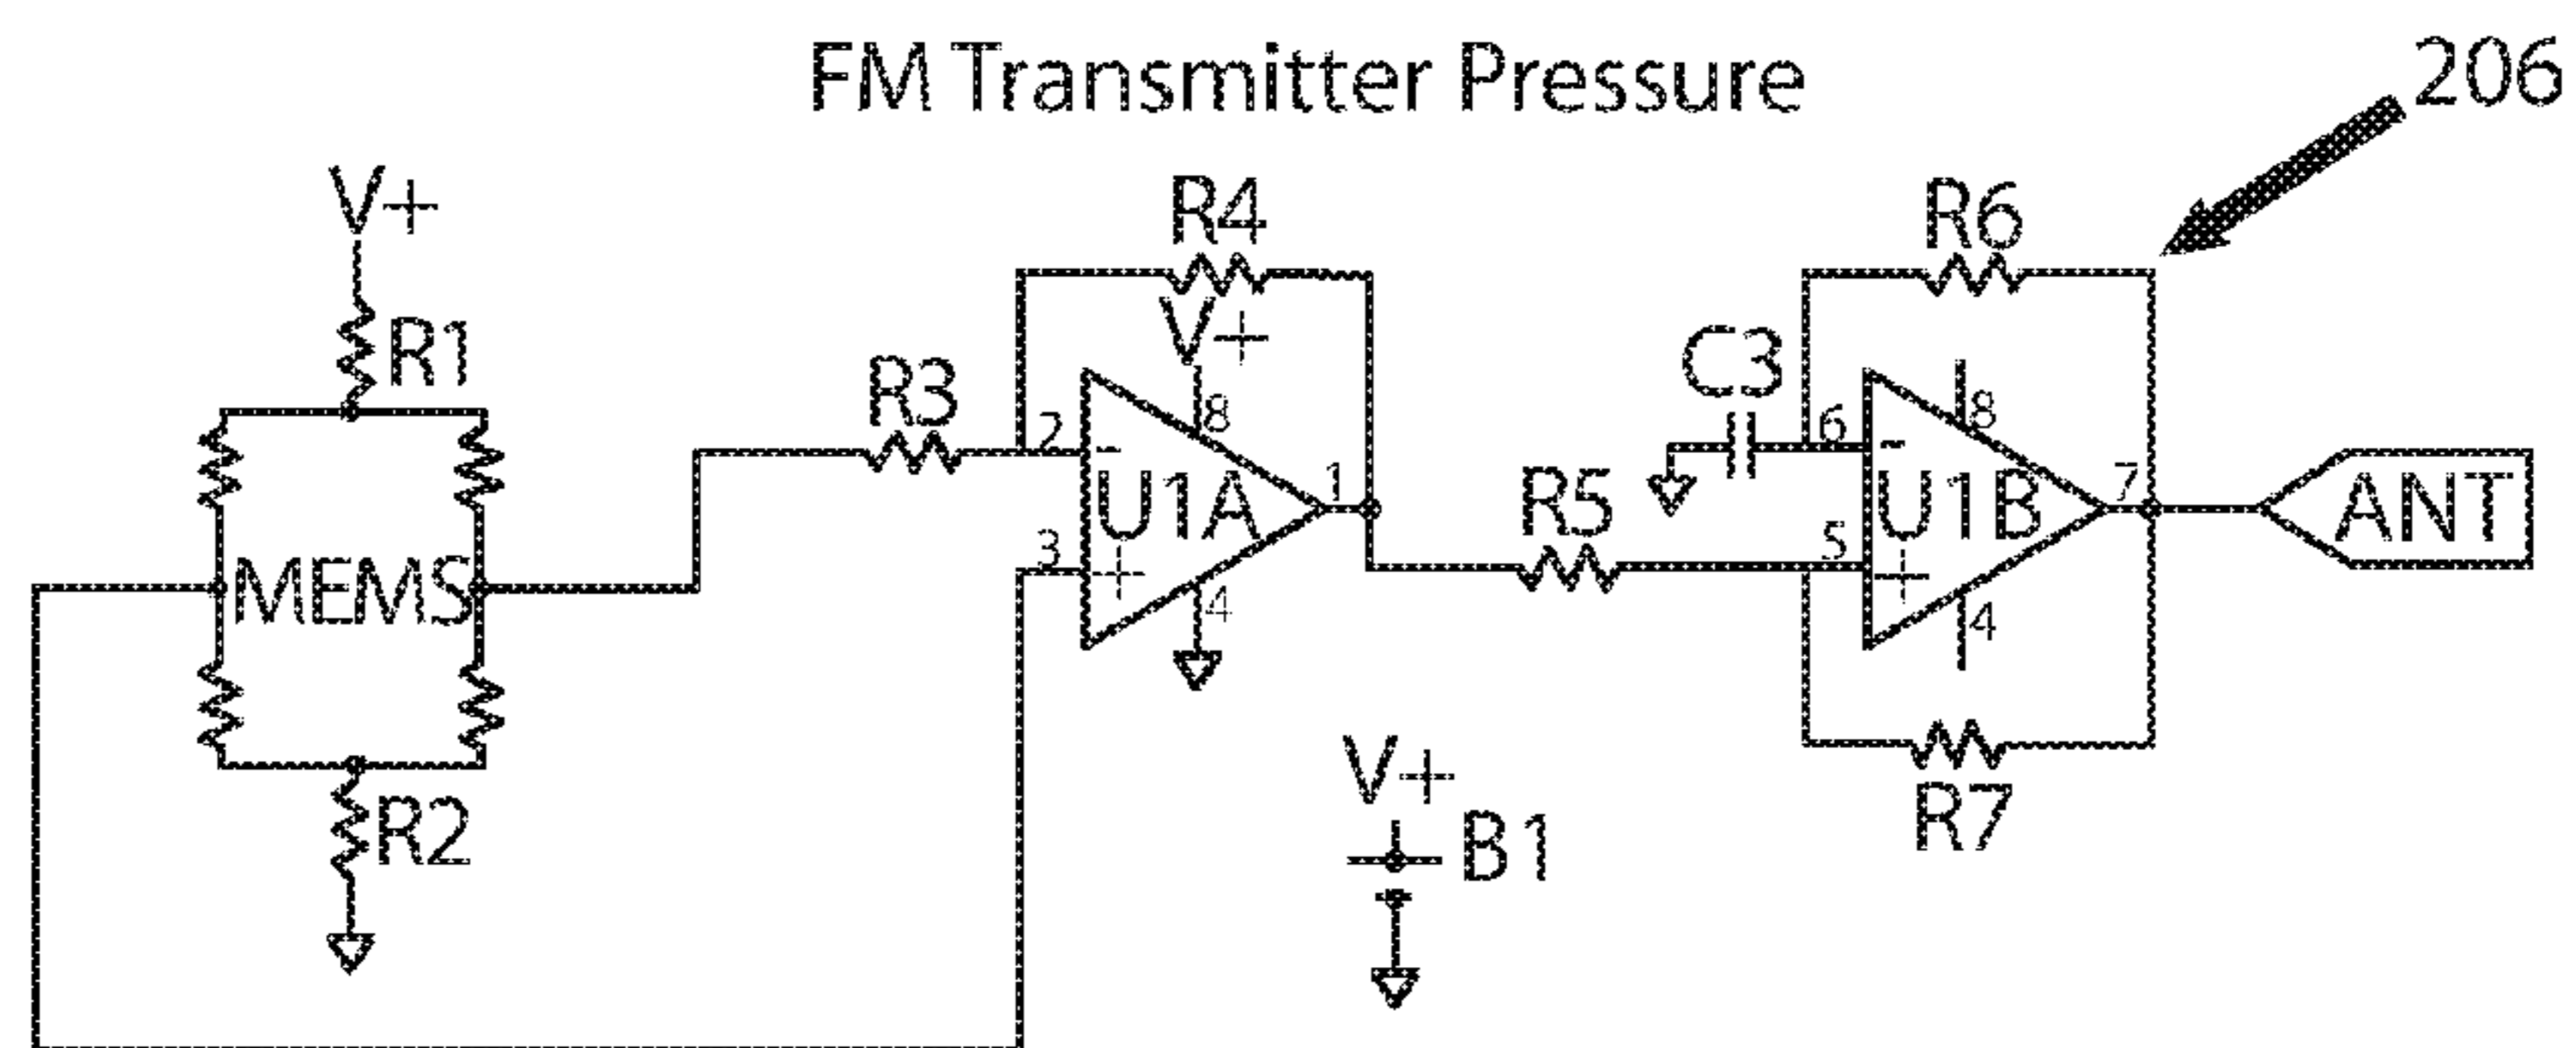 FM Transmitter Pressure
206
V+
R1
MEMS
R2
R3
R4
V+
8
2
-
U1A
1
3
+
4
V+
B1
R5
C3
R6
8
6
-
U1B
7
5
+
4
R7
ANT